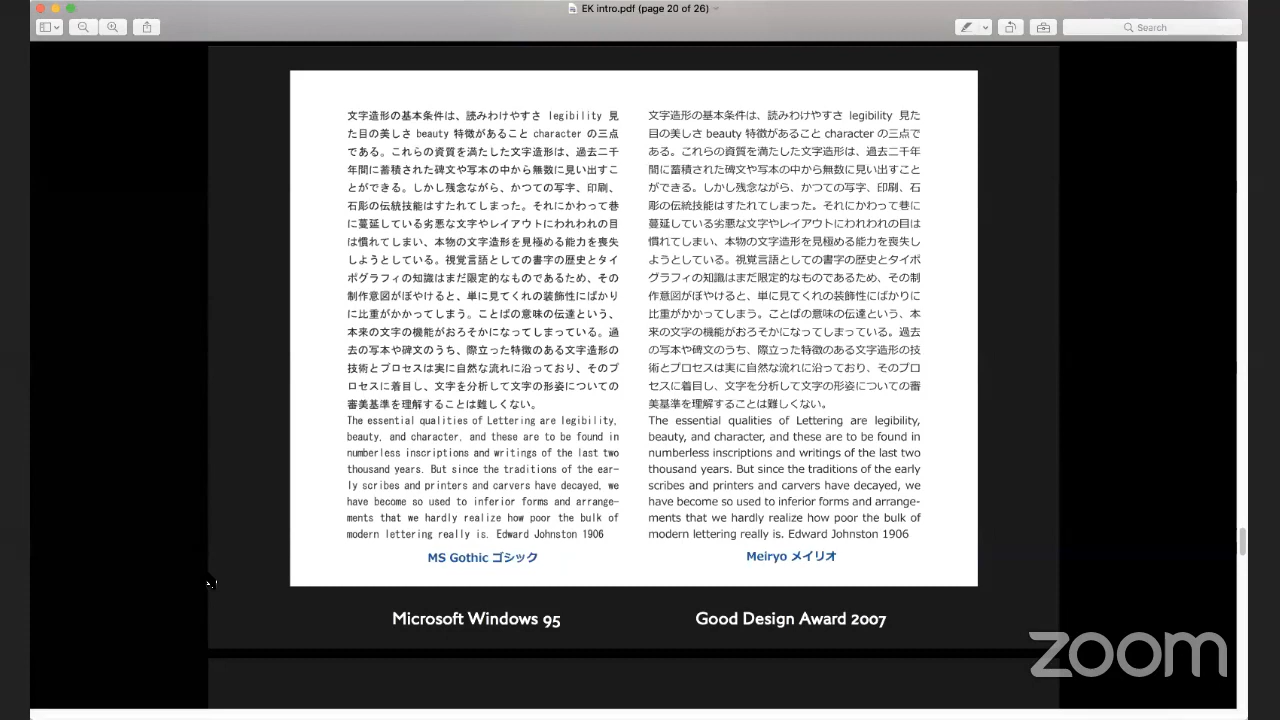 EK intro.pdf (page 20 of 26)
Search
文字造形の基本条件は、読みわけやすさ legibility 見
た目の美しさ beauty 特徴があること character の三点
である。これらの資質を満たした文字造形は、過去二千
年間に蓄積された碑文や写本の中から無数に見い出すこ
とができる。しかし残念ながら、かつての写字、印刷、
石彫の伝統技能はすたれてしまった。それにかわって巷
に蔓延している劣悪な文字やレイアウトにわれわれの目
は慣れてしまい、本物の文字造形を見極める能力を喪失
しようとしている。視覚言語としての書字の歴史とタイ
ポグラフィの知識はまだ限定的なものであるため、その
制作意図がぼやけると、単に見てくれの装飾性にばかり
に比重がかかってしまう。ことばの意味の伝達という、
本来の文字の機能がおろそかになってしまっている。過
去の写本や碑文のうち、際立った特徴のある文字造形の
技術とプロセスは実に自然な流れに沿っており、そのプ
ロセスに着目し、文字を分析して文字の形姿についての
審美基準を理解することは難しくない。
The essential qualities of Lettering are legibility,
beauty, and character, and these are to be found in
numberless inscriptions and writings of the last two
thousand years. But since the traditions of the ear-
ly scribes and printers and carvers have decayed, we
have become so used to inferior forms and arrange-
ments that we hardly realize how poor the bulk of
modern lettering really is. Edward Johnston 1906
MS Gothic ゴシック
文字造形の基本条件は、読みわけやすさ legibility 見た
目の美しさ beauty 特徴があること character の三点で
ある。これらの資質を満たした文字造形は、過去二千年
間に蓄積された碑文や写本の中から無数に見い出すこと
ができる。しかし残念ながら、かつての写字、印刷、石
彫の伝統技能はすたれてしまった。それにかわって巷に
蔓延している劣悪な文字やレイアウトにわれわれの目は
慣れてしまい、本物の文字造形を見極める能力を喪失し
ようとしている。視覚言語としての書字の歴史とタイポ
グラフィの知識はまだ限定的なものであるため、その制
作意図がぼやけると、単に見てくれの装飾性にばかりに
比重がかかってしまう。ことばの意味の伝達という、本
来の文字の機能がおろそかになってしまっている。過去
の写本や碑文のうち、際立った特徴のある文字造形の技
術とプロセスは実に自然な流れに沿っており、そのプロ
セスに着目し、文字を分析して文字の形姿についての審
美基準を理解することは難しくない。
The essential qualities of Lettering are legibility,
beauty, and character, and these are to be found in
numberless inscriptions and writings of the last two
thousand years. But since the traditions of the early
scribes and printers and carvers have decayed, we
have become so used to inferior forms and arrange-
ments that we hardly realize how poor the bulk of
modern lettering really is. Edward Johnston 1906
Meiryo メイリオ
Microsoft Windows 95
Good Design Award 2007
zoom